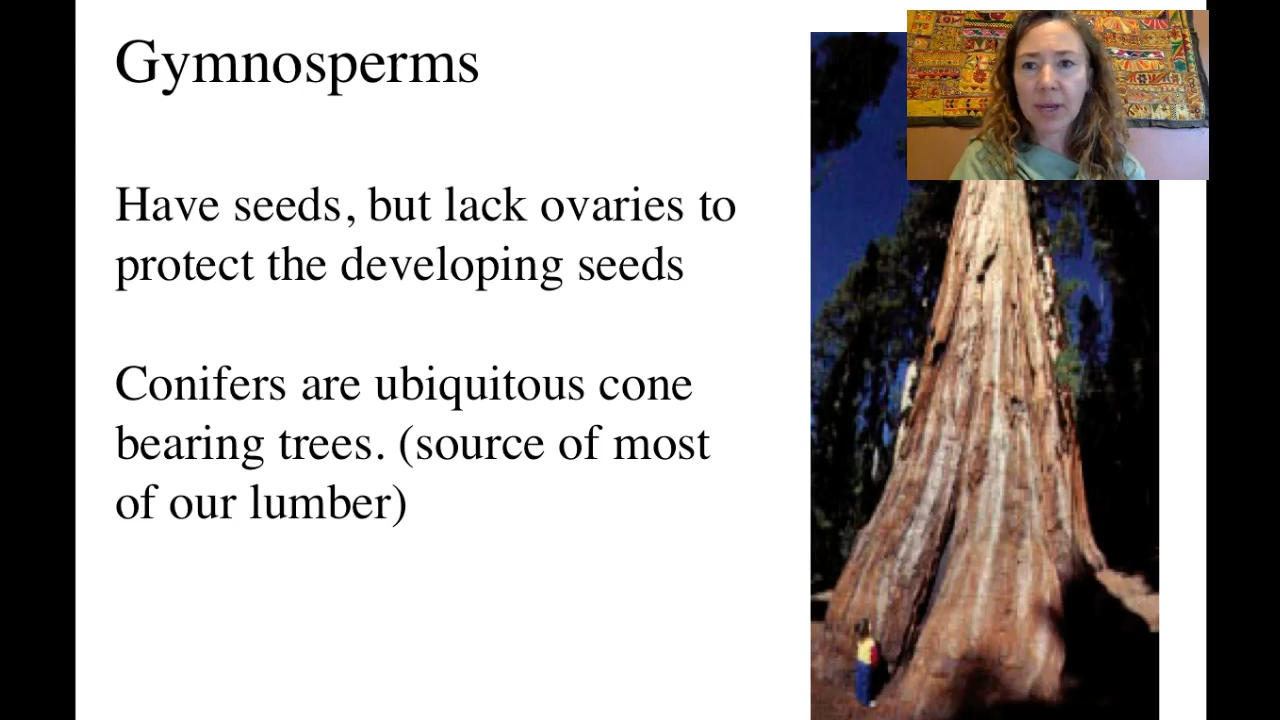 Gymnosperms
Have seeds, but lack ovaries to
protect the developing seeds
Conifers are ubiquitous cone
bearing trees. (source of most
of our lumber)